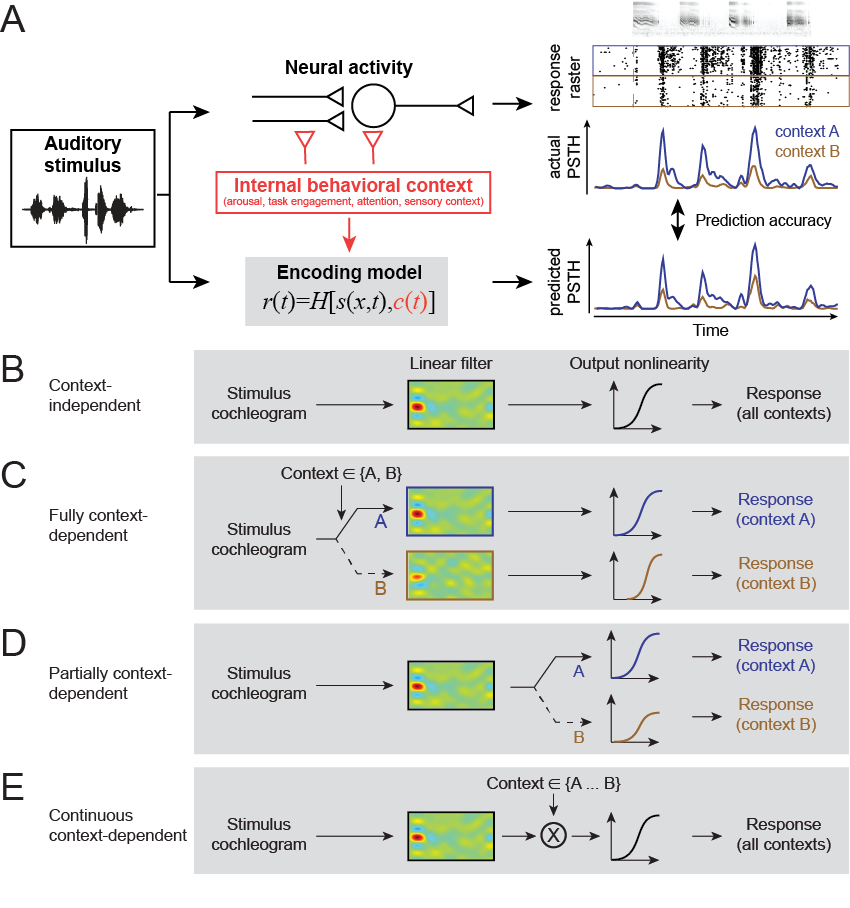 A
Auditory
stimulus
Neural activity
Internal behavioral context
(arousal, task engagement, attention, sensory context)
Encoding model
r(t)=H[s(x,t),c(t)]
response
raster
actual
PSTH
context A
context B
Prediction accuracy
predicted
PSTH
Time
B
Context-
independent
Stimulus
cochleogram
Linear filter
Output nonlinearity
Response
(all contexts)
C
Fully context-
dependent
Context ∈ {A, B}
Stimulus
cochleogram
A
B
Response
(context A)
Response
(context B)
D
Partially context-
dependent
Stimulus
cochleogram
A
B
Response
(context A)
Response
(context B)
E
Continuous
context-dependent
Stimulus
cochleogram
Context ∈ {A ... B}
X
Response
(all contexts)